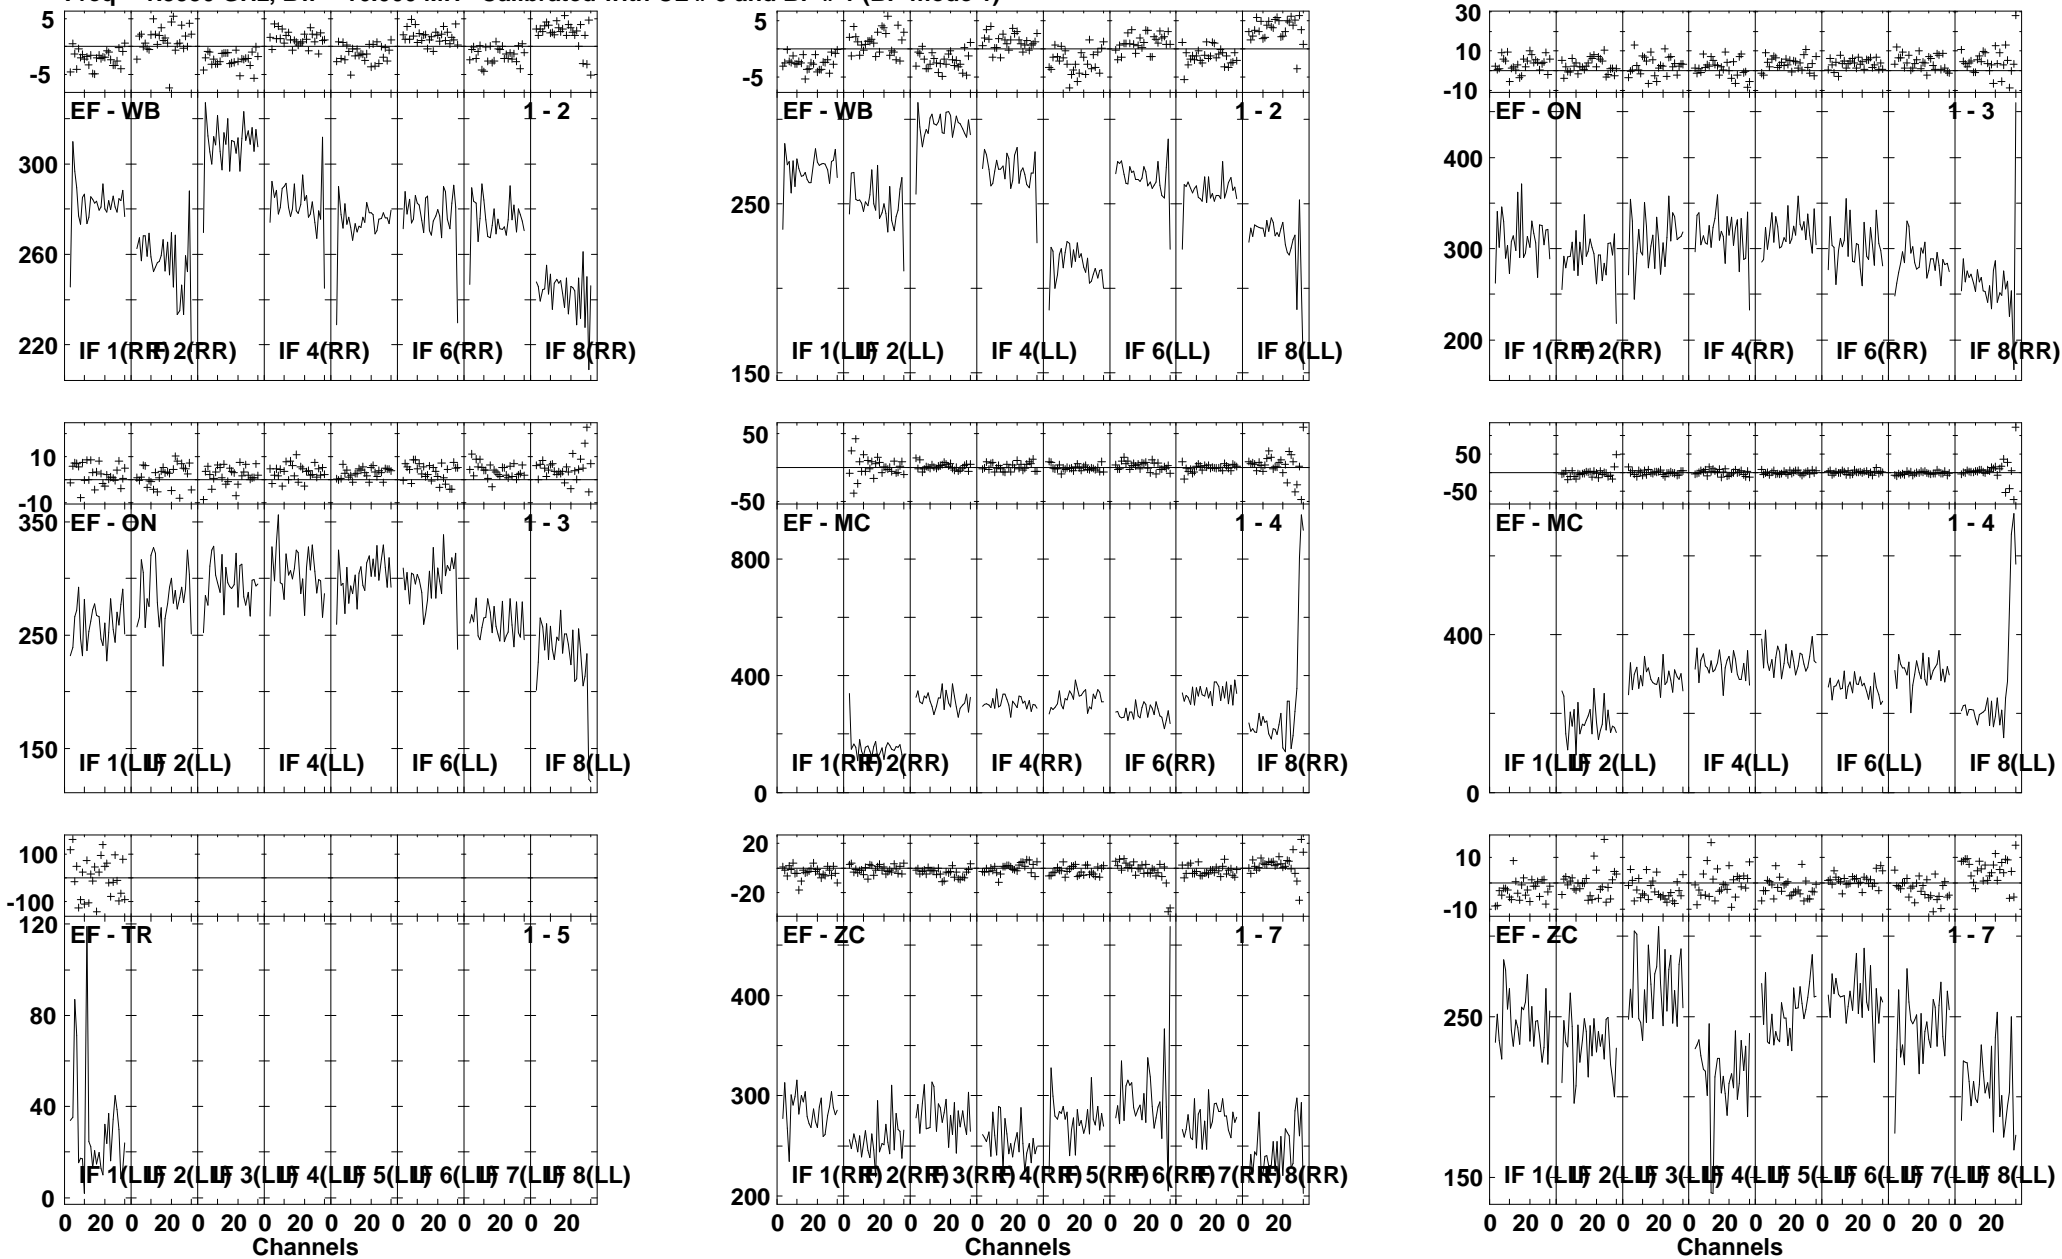 5
-5
EF - WB
1 - 2
300
260
220
IF 1(RR) IF 2(RR) IF 4(RR) IF 6(RR) IF 8(RR)
5
-5
EF - WB
1 - 2
250
150
IF 1(LL) IF 2(LL) IF 4(LL) IF 6(LL) IF 8(LL)
30
10
-10
EF - ON
1 - 3
400
300
200
IF 1(RR) IF 2(RR) IF 4(RR) IF 6(RR) IF 8(RR)
10
-10
350
EF - ON
1 - 3
250
150
IF 1(LL) IF 2(LL) IF 4(LL) IF 6(LL) IF 8(LL)
50
-50
EF - MC
1 - 4
800
400
0
IF 1(RR) IF 2(RR) IF 4(RR) IF 6(RR) IF 8(RR)
50
-50
EF - MC
1 - 4
400
0
IF 1(LL) IF 2(LL) IF 4(LL) IF 6(LL) IF 8(LL)
100
-100
120
EF - TR
1 - 5
80
40
0
IF 1(LL) IF 2(LL) IF 3(LL) IF 4(LL) IF 5(LL) IF 6(LL) IF 7(LL) IF 8(LL)
0 20 0 20 0 20 0 20 0 20 0 20 0 20 0 20
Channels
20
-20
EF - ZC
1 - 7
400
300
200
IF 1(RR) IF 2(RR) IF 3(RR) IF 4(RR) IF 5(RR) IF 6(RR) IF 7(RR) IF 8(RR)
0 20 0 20 0 20 0 20 0 20 0 20 0 20 0 20
Channels
10
-10
EF - ZC
1 - 7
250
150
IF 1(LL) IF 2(LL) IF 3(LL) IF 4(LL) IF 5(LL) IF 6(LL) IF 7(LL) IF 8(LL)
0 20 0 20 0 20 0 20 0 20 0 20 0 20 0 20
Channels